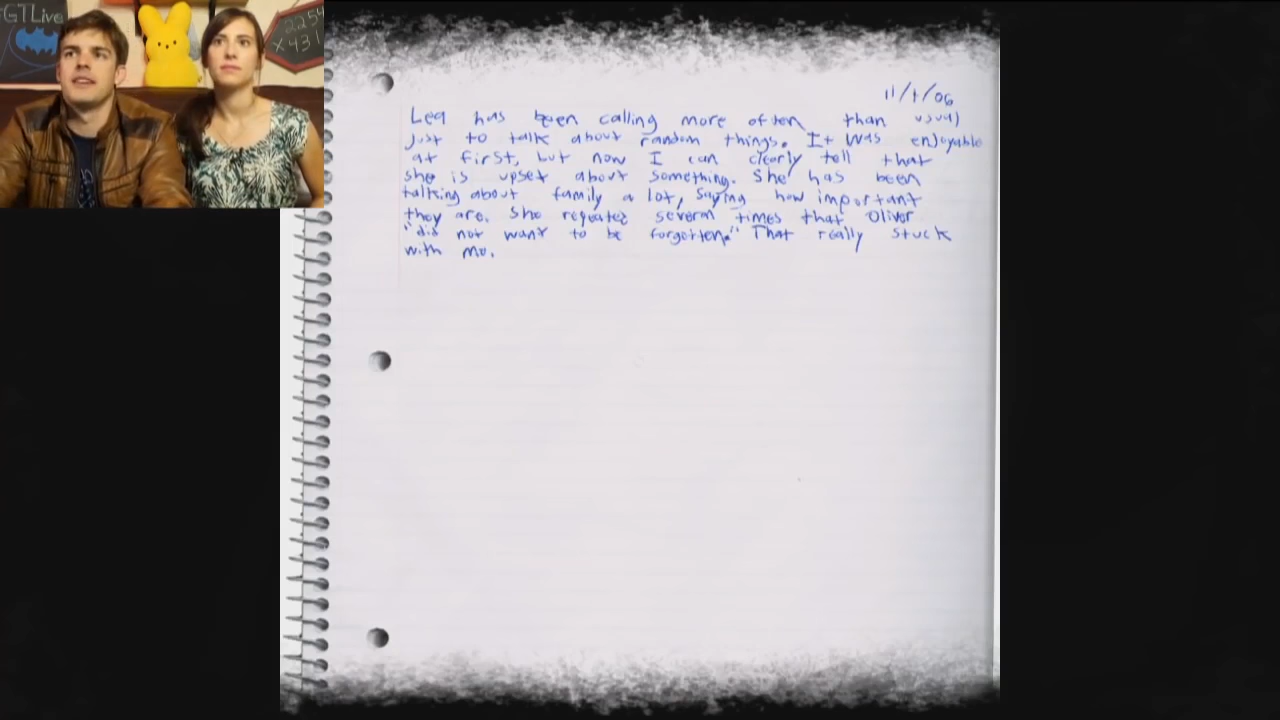 GTLive
2254
x431
11/1/06
Lea has been calling more often than usual
just to talk about random things. It was enjoyable
at first, but now I can clearly tell that
she is upset about something. She has been
talking about family a lot, saying how important
they are. She repeated several times that Oliver
"did not want to be forgotten." That really stuck
with me.